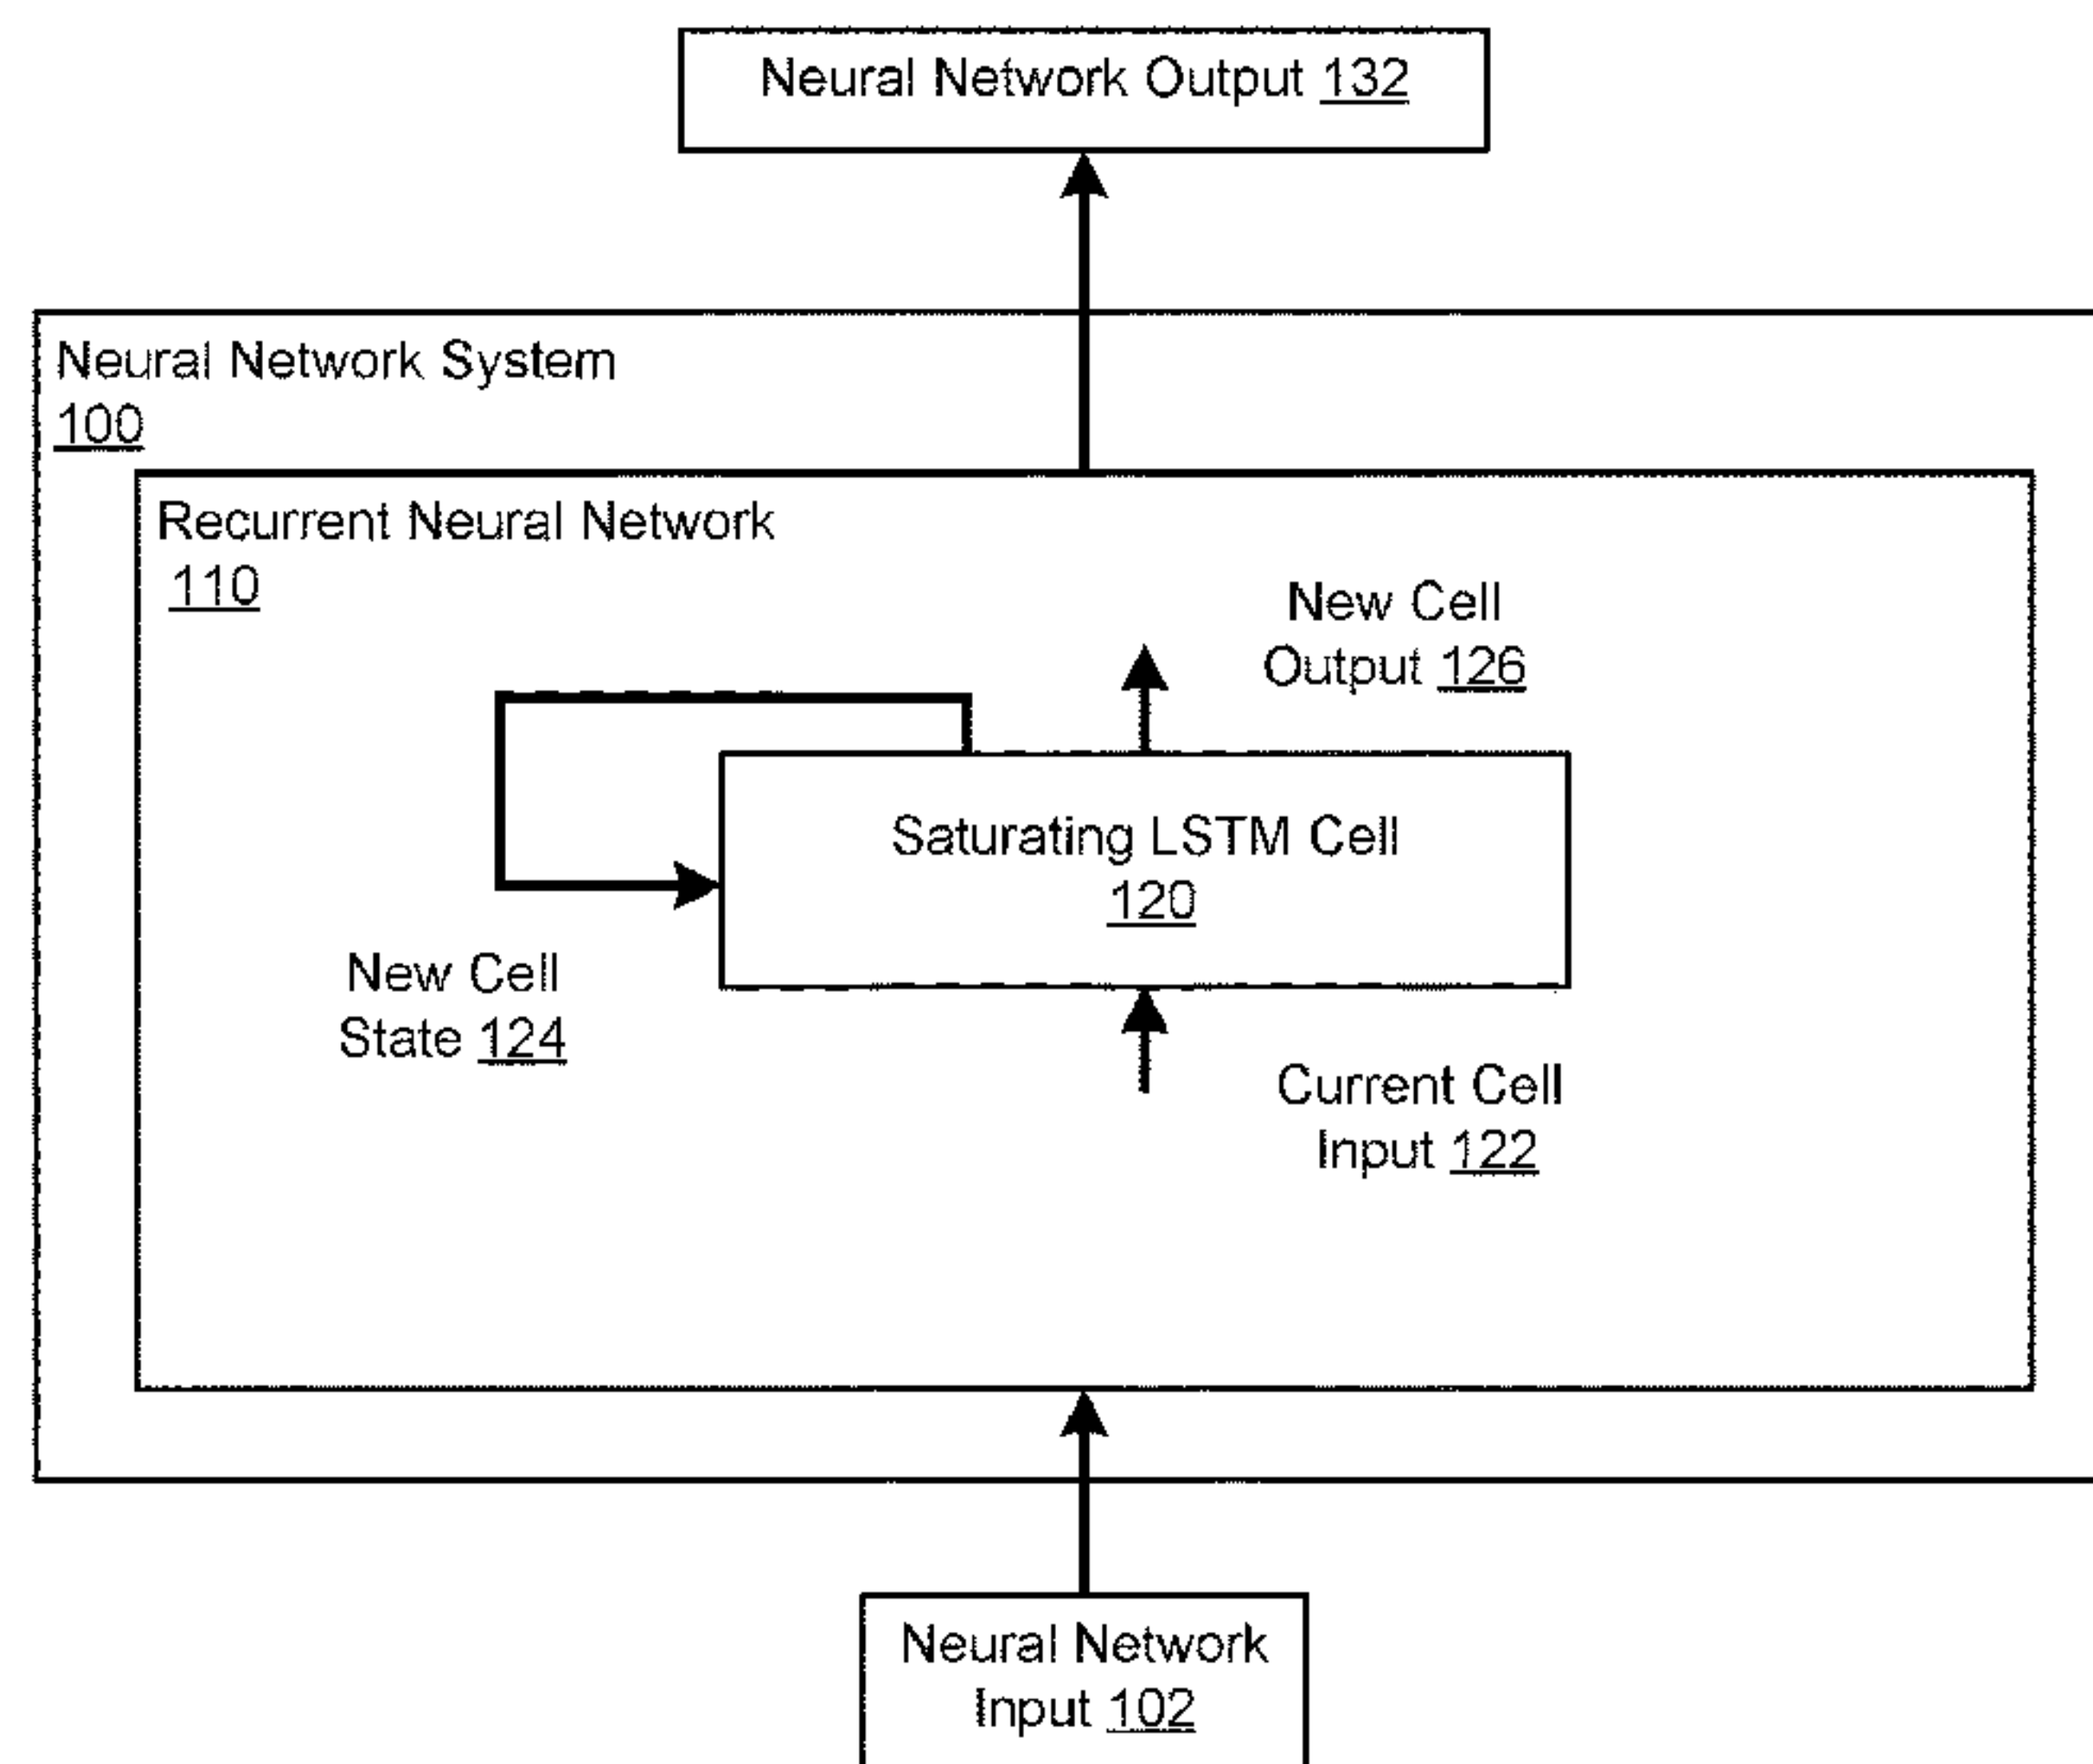 Neural Network Output 132
Neural Network System
100
Recurrent Neural Network
110
New Cell
Output 126
Saturating LSTM Cell
120
New Cell
State 124
Current Cell
Input 122
Neural Network
Input 102